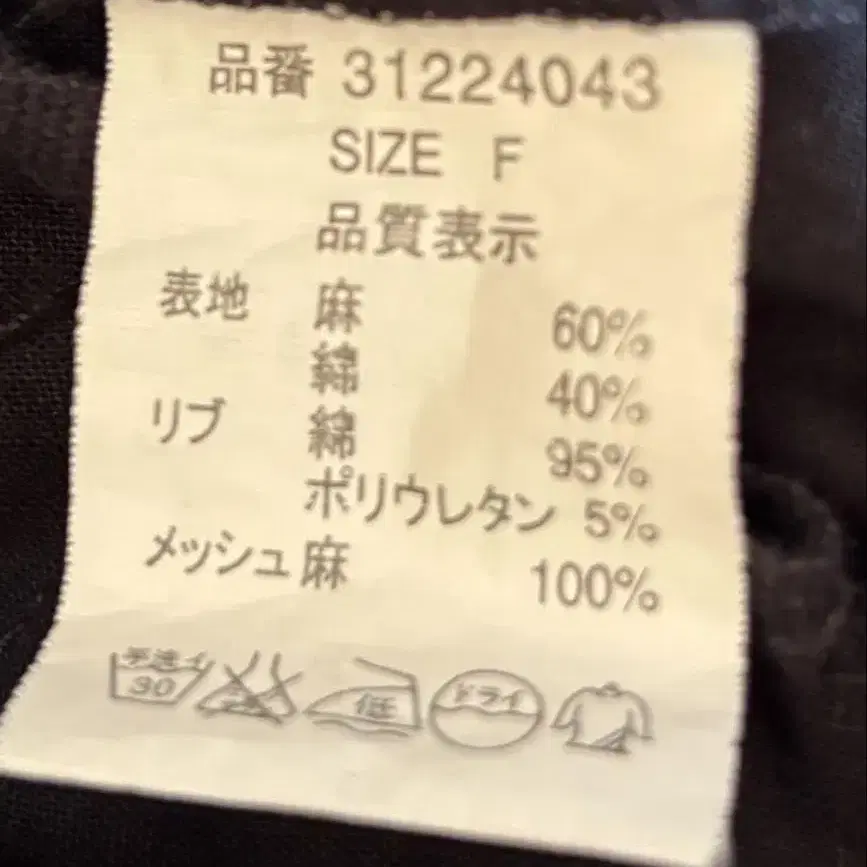 品番 31224043
SIZE F
品質表示
表地 麻 60%
綿 40%
リブ 綿 95%
ポリウレタン 5%
メッシュ 麻 100%
手洗イ 30 低 ドライ